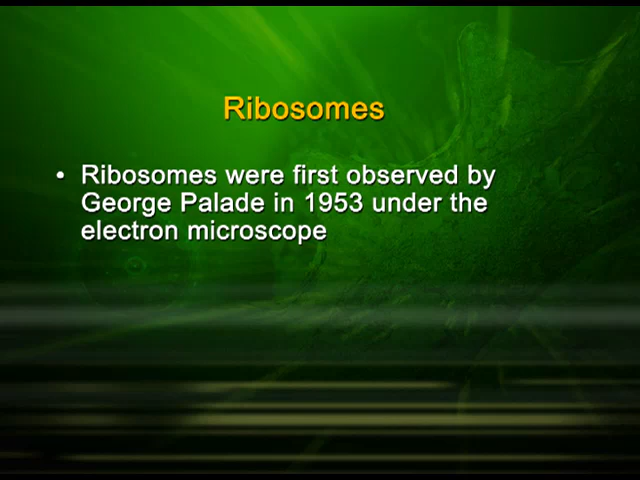 Ribosomes
• Ribosomes were first observed by
George Palade in 1953 under the
electron microscope